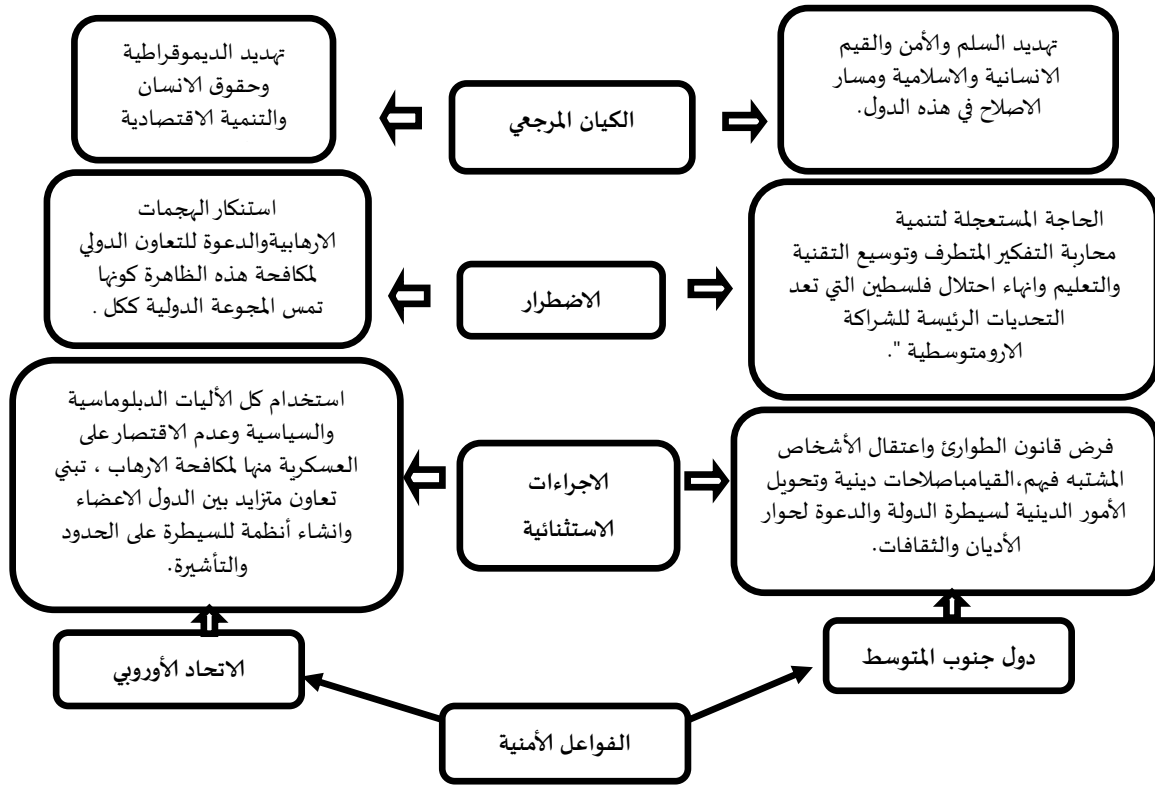 تهديد السلم والأمن والقيم
الانسانية والاسلامية ومسار
الاصلاح في هذه الدول.
الكيان المرجعي
تهديد الديموقراطية
وحقوق الانسان
والتنمية الاقتصادية
الحاجة المستعجلة لتنمية
محاربة التفكير المتطرف وتوسيع التقنية
والتعليم وانهاء احتلال فلسطين التي تعد
التحديات الرئيسة للشراكة
الارومتوسطية ".
الاضطرار
استنكار الهجمات
الارهابيةوالدعوة للتعاون الدولي
لمكافحة هذه الظاهرة كونها
تمس المجوعة الدولية ككل .
فرض قانون الطوارئ واعتقال الأشخاص
المشتبه فيهم،القيامباصلاحات دينية وتحويل
الأمور الدينية لسيطرة الدولة والدعوة لحوار
الأديان والثقافات.
الاجراءات
الاستثنائية
استخدام كل الأليات الدبلوماسية
والسياسية وعدم الاقتصار على
العسكرية منها لمكافحة الارهاب ، تبني
تعاون متزايد بين الدول الاعضاء
وانشاء أنظمة للسيطرة على الحدود
والتأشيرة.
دول جنوب المتوسط
الاتحاد الأوروبي
الفواعل الأمنية